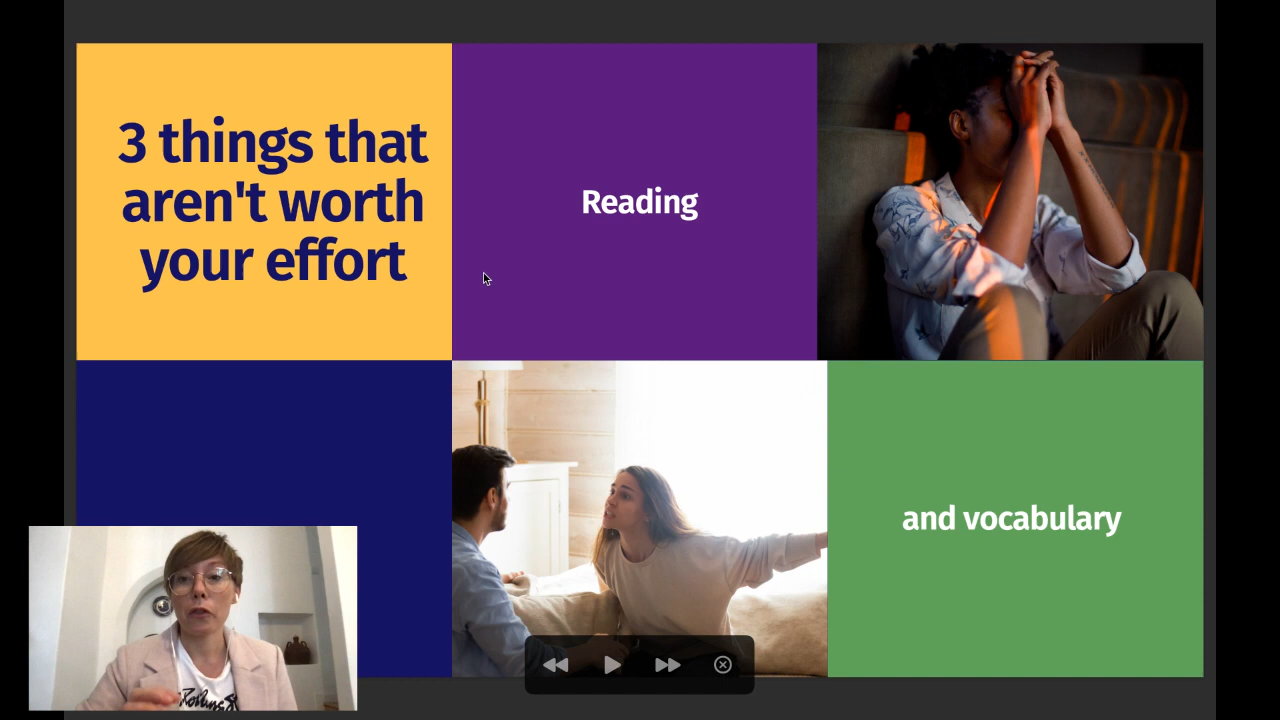 3 things that
aren't worth
your effort
Reading
and vocabulary